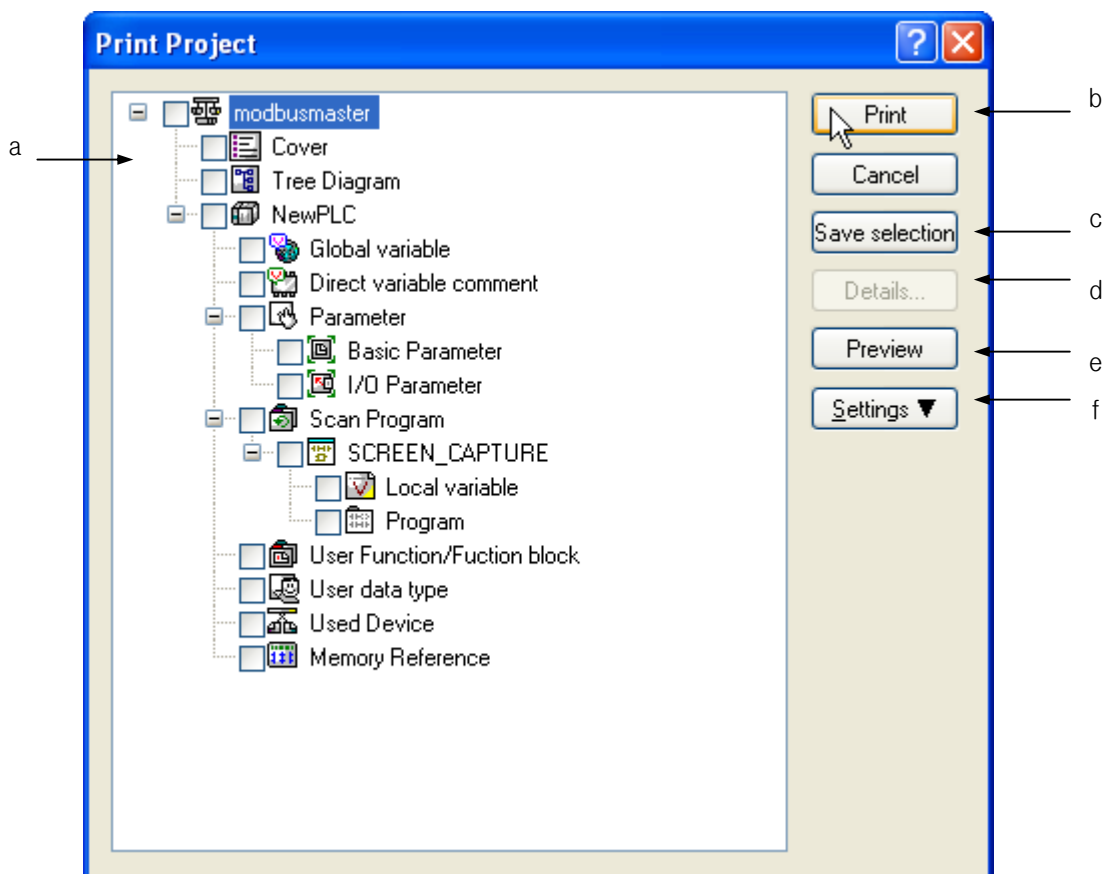 Print Project
modbusmaster
Cover
Tree Diagram
NewPLC
Global variable
Direct variable comment
Parameter
Basic Parameter
I/O Parameter
Scan Program
SCREEN_CAPTURE
Local variable
Program
User Function/Fuction block
User data type
Used Device
Memory Reference
Print
Cancel
Save selection
Details...
Preview
Settings ▼
a
b
c
d
e
f